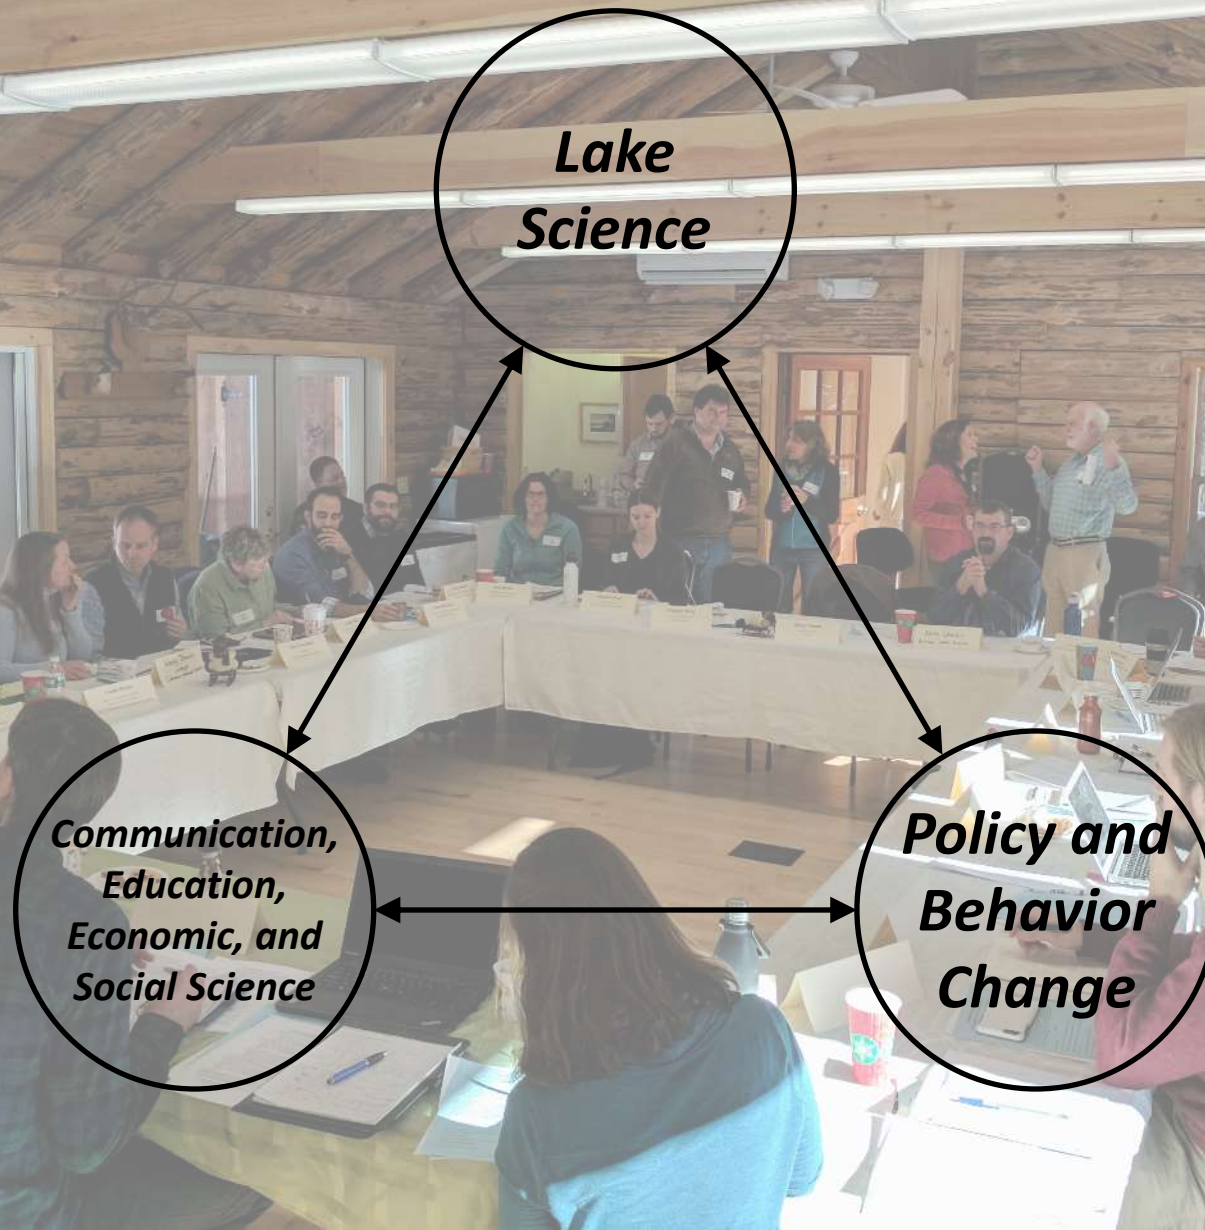 Lake
Science
Communication,
Education,
Economic, and
Social Science
Policy and
Behavior
Change